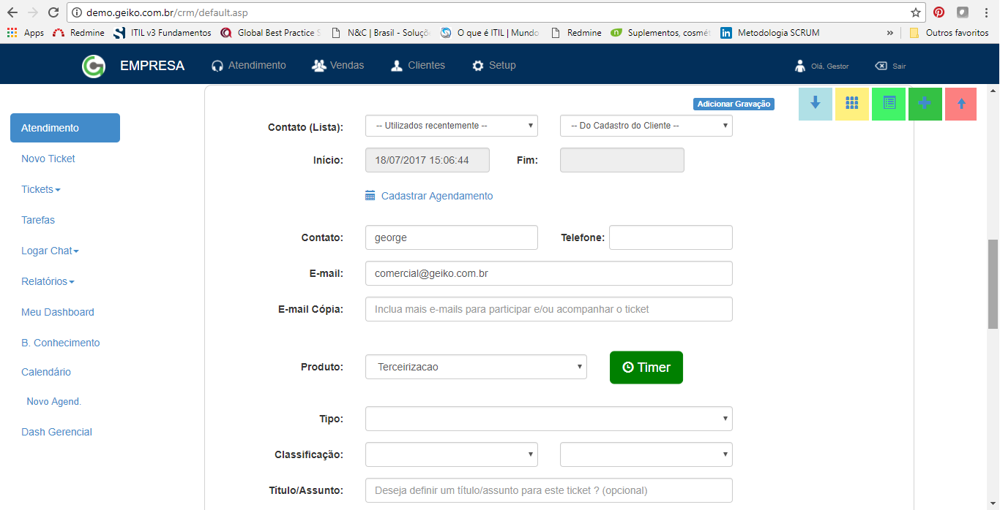 demo.geiko.com.br/crm/default.asp
Apps Redmine ITIL v3 Fundamentos Global Best Practice S N&C | Brasil - Soluçõ O que é ITIL | Mundo Redmine Suplementos, cosmét Metodologia SCRUM » Outros favoritos
EMPRESA Atendimento Vendas Clientes Setup Olá, Gestor Sair
Adicionar Gravação
Atendimento
Novo Ticket
Tickets
Tarefas
Logar Chat
Relatórios
Meu Dashboard
B. Conhecimento
Calendário
Novo Agend.
Dash Gerencial
Contato (Lista): -- Utilizados recentemente -- -- Do Cadastro do Cliente --
Início: 18/07/2017 15:06:44 Fim:
Cadastrar Agendamento
Contato: george Telefone:
E-mail: comercial@geiko.com.br
E-mail Cópia: Inclua mais e-mails para participar e/ou acompanhar o ticket
Produto: Terceirizacao Timer
Tipo:
Classificação:
Título/Assunto: Deseja definir um título/assunto para este ticket ? (opcional)